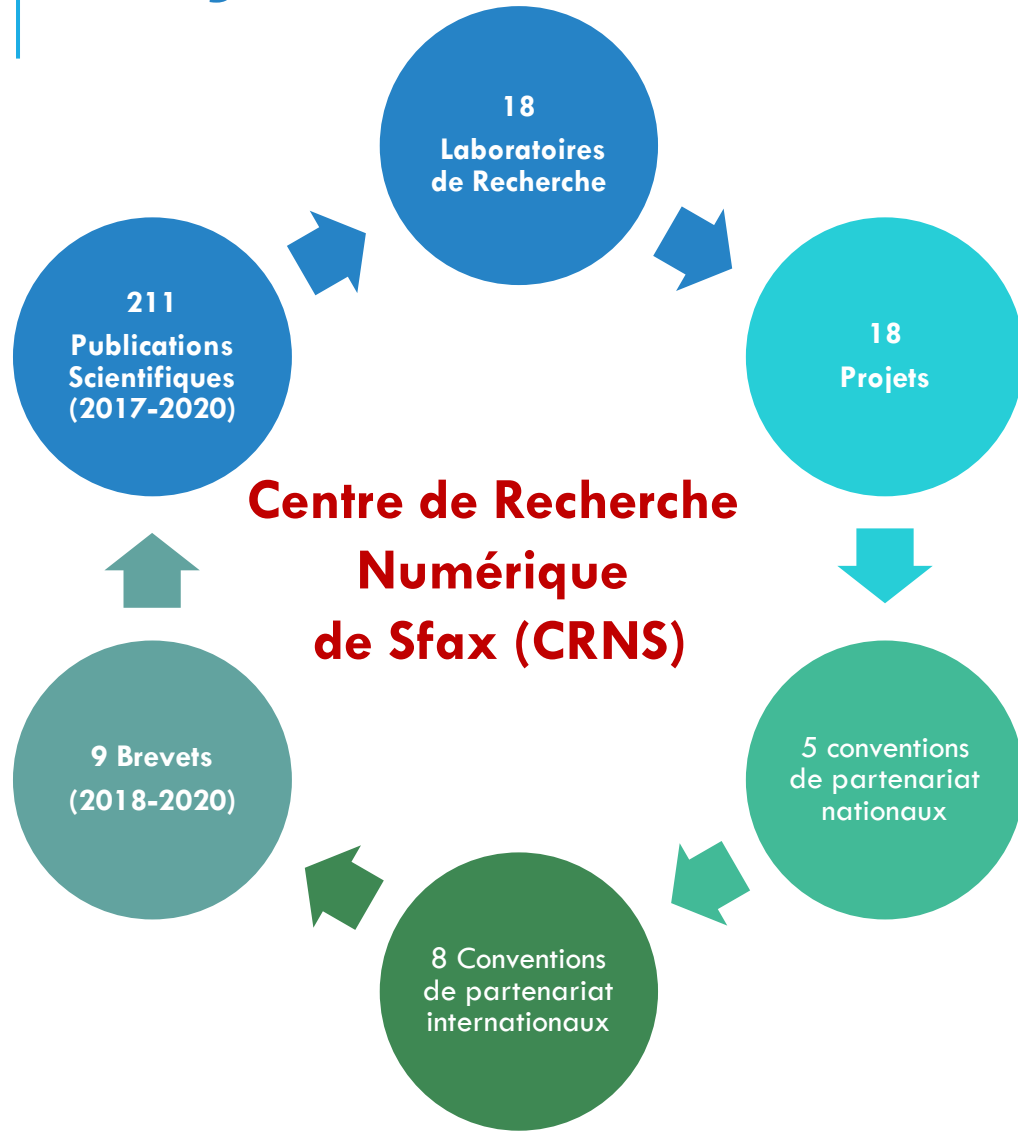 18
Laboratoires
de Recherche
18
Projets
5 conventions
de partenariat
nationaux
8 Conventions
de partenariat
internationaux
9 Brevets
(2018-2020)
211
Publications
Scientifiques
(2017-2020)
Centre de Recherche
Numérique
de Sfax (CRNS)